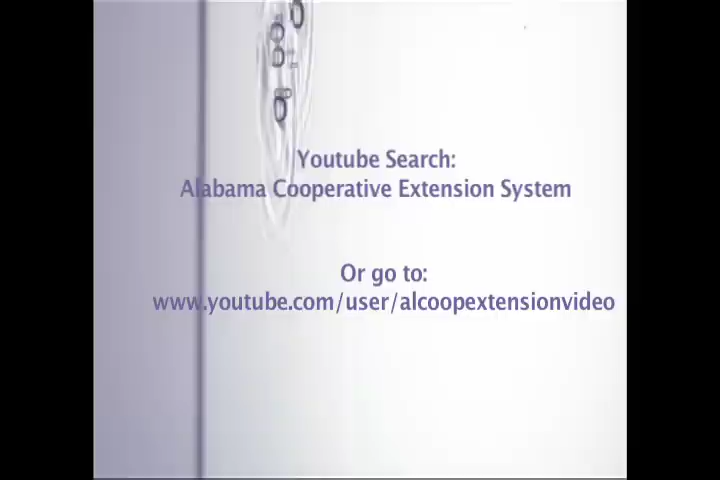 Youtube Search:
Alabama Cooperative Extension System
Or go to:
www.youtube.com/user/alcoopextensionvideo